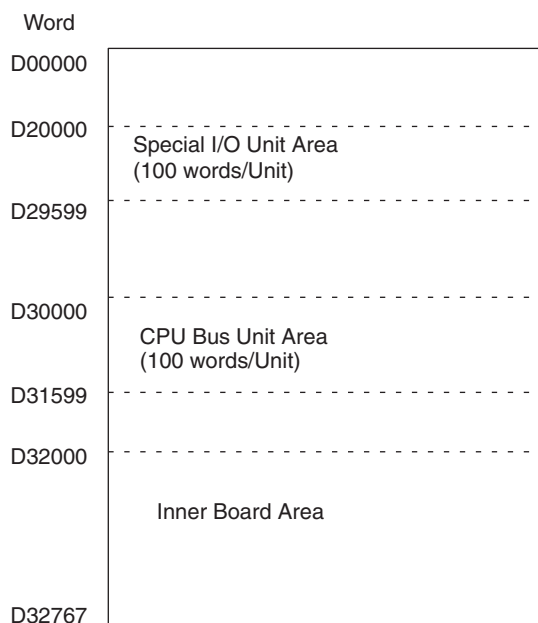 Word
D00000
D20000
Special I/O Unit Area
(100 words/Unit)
D29599
D30000
CPU Bus Unit Area
(100 words/Unit)
D31599
D32000
Inner Board Area
D32767